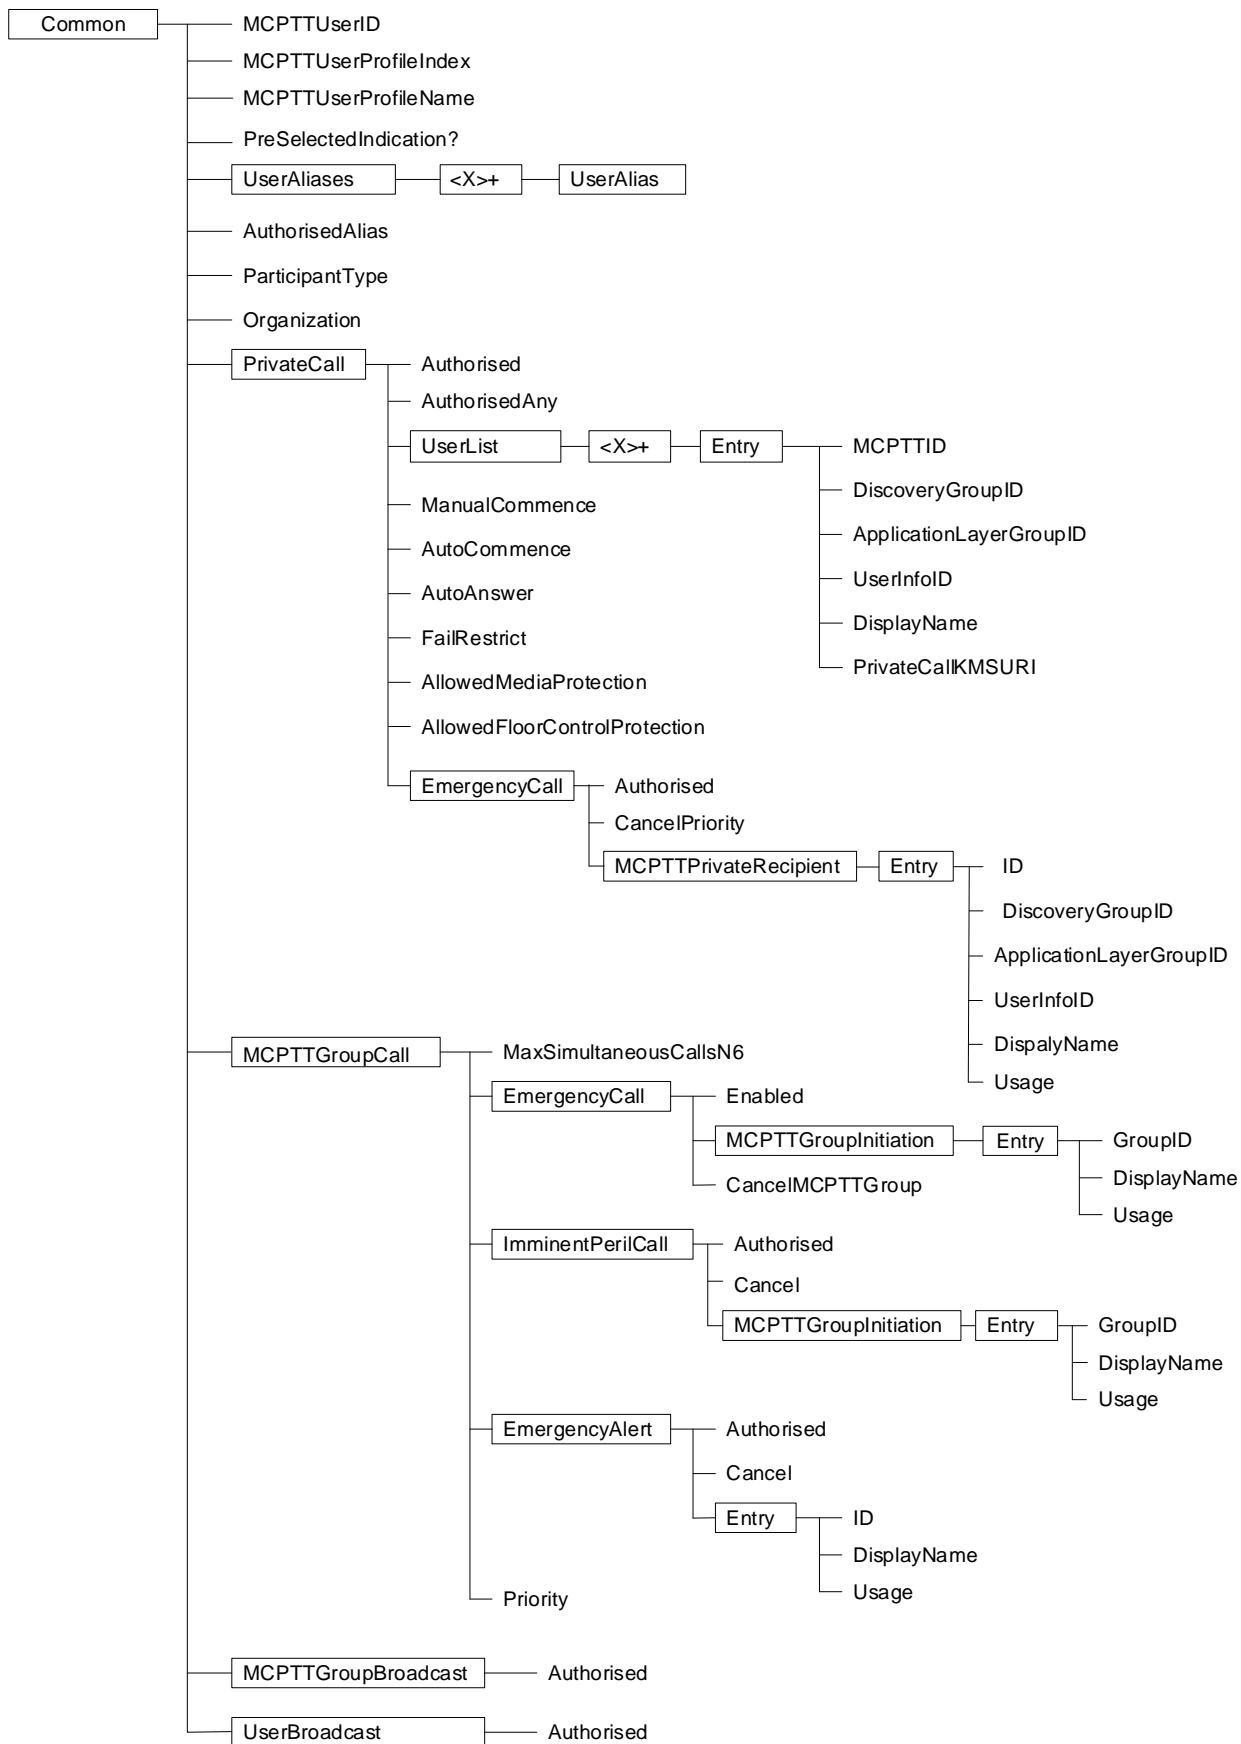 Common
MCPTTUserID
MCPTTUserProfileIndex
MCPTTUserProfileName
PreSelectedIndication?
UserAliases <X>+ UserAlias
AuthorisedAlias
ParticipantType
Organization
PrivateCall Authorised
AuthorisedAny
UserList <X>+ Entry MCPTTID
DiscoveryGroupID
ManualCommence
ApplicationLayerGroupID
AutoCommence
UserInfoID
AutoAnswer
DisplayName
FailRestrict
PrivateCallKMSURI
AllowedMediaProtection
AllowedFloorControlProtection
EmergencyCall Authorised
CancelPriority
MCPTTPrivateRecipient Entry ID
DiscoveryGroupID
ApplicationLayerGroupID
UserInfoID
DispalyName
Usage
MCPTTGroupCall MaxSimultaneousCallsN6
EmergencyCall Enabled
MCPTTGroupInitiation Entry GroupID
DisplayName
CancelMCPTTGroup
Usage
ImminentPerilCall Authorised
Cancel
MCPTTGroupInitiation Entry GroupID
DisplayName
Usage
EmergencyAlert Authorised
Cancel
Entry ID
DisplayName
Usage
Priority
MCPTTGroupBroadcast Authorised
UserBroadcast Authorised